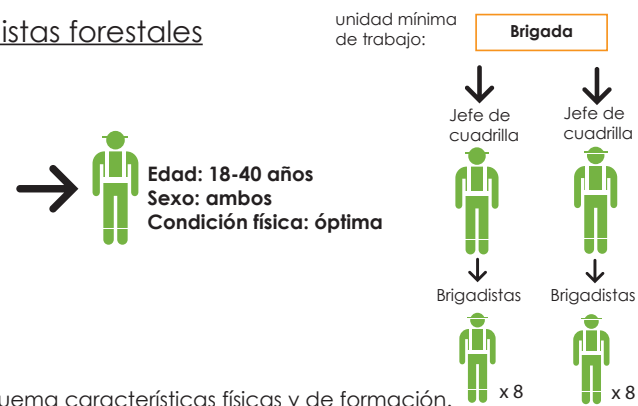 istas forestales
unidad mínima
de trabajo:
Brigada
Jefe de
cuadrilla
Jefe de
cuadrilla
Edad: 18-40 años
Sexo: ambos
Condición física: óptima
Brigadistas
Brigadistas
x 8
x 8
uema características físicas y de formación.